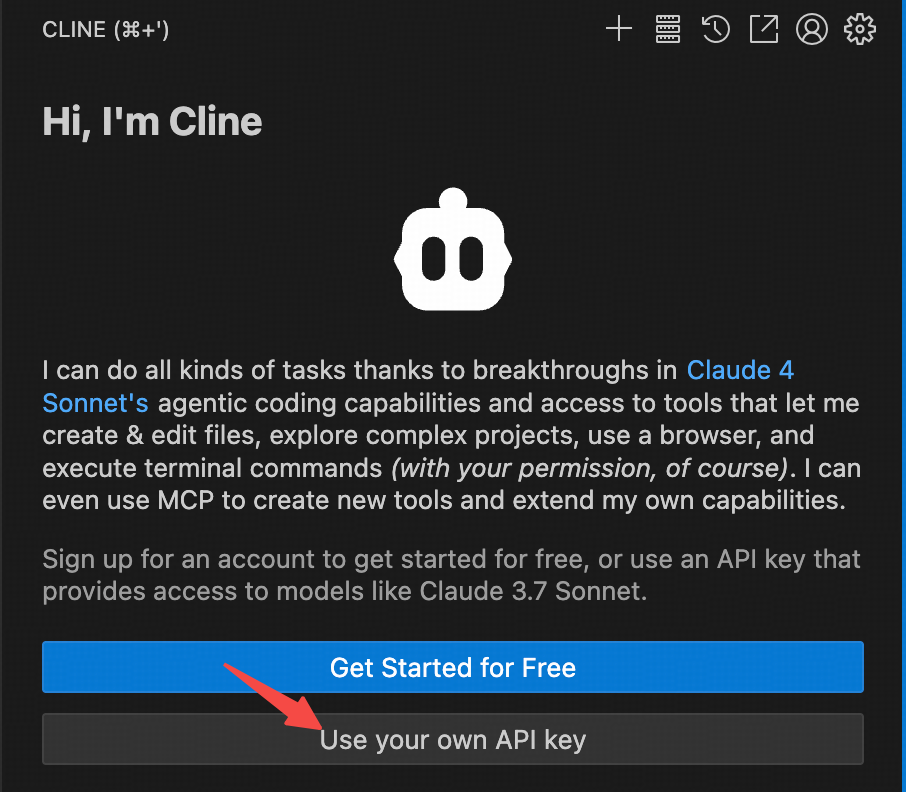 CLINE (⌘+')
Hi, I'm Cline
I can do all kinds of tasks thanks to breakthroughs in Claude 4
Sonnet's agentic coding capabilities and access to tools that let me
create & edit files, explore complex projects, use a browser, and
execute terminal commands (with your permission, of course). I can
even use MCP to create new tools and extend my own capabilities.
Sign up for an account to get started for free, or use an API key that
provides access to models like Claude 3.7 Sonnet.
Get Started for Free
Use your own API key